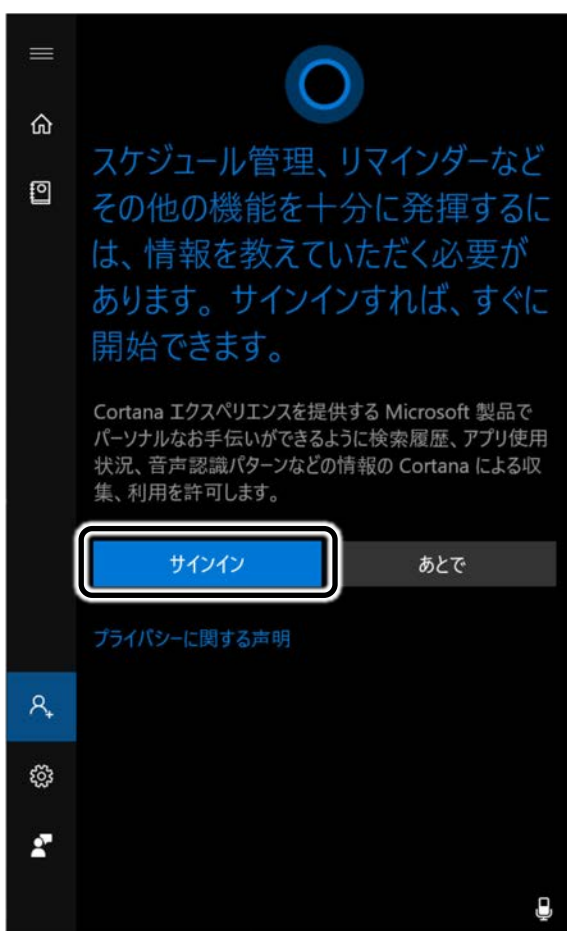 スケジュール管理、リマインダーなど
その他の機能を十分に発揮するに
は、情報を教えていただく必要が
あります。サインインすれば、すぐに
開始できます。
Cortana エクスペリエンスを提供する Microsoft 製品で
パーソナルなお手伝いができるように検索履歴、アプリ使用
状況、音声認識パターンなどの情報の Cortana による収
集、利用を許可します。
サインイン
あとで
プライバシーに関する声明